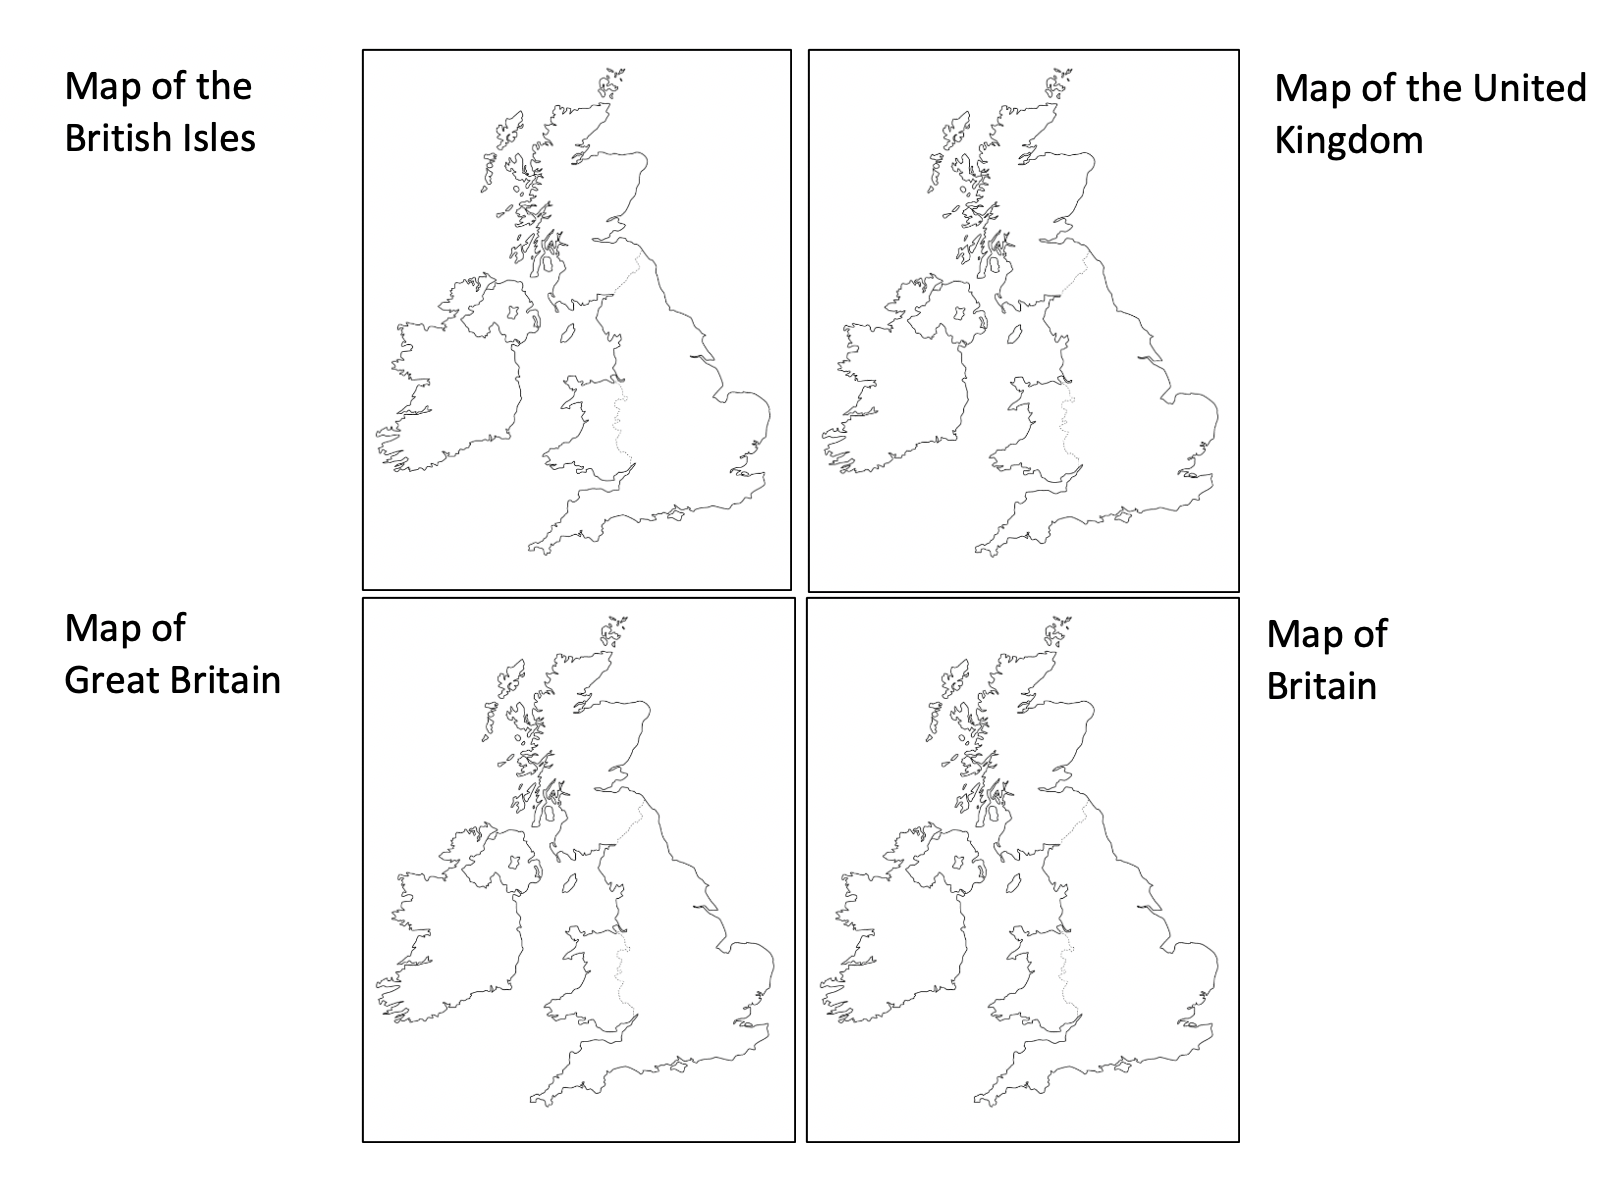 Map of the
British Isles
Map of the United
Kingdom
Map of
Great Britain
Map of
Britain